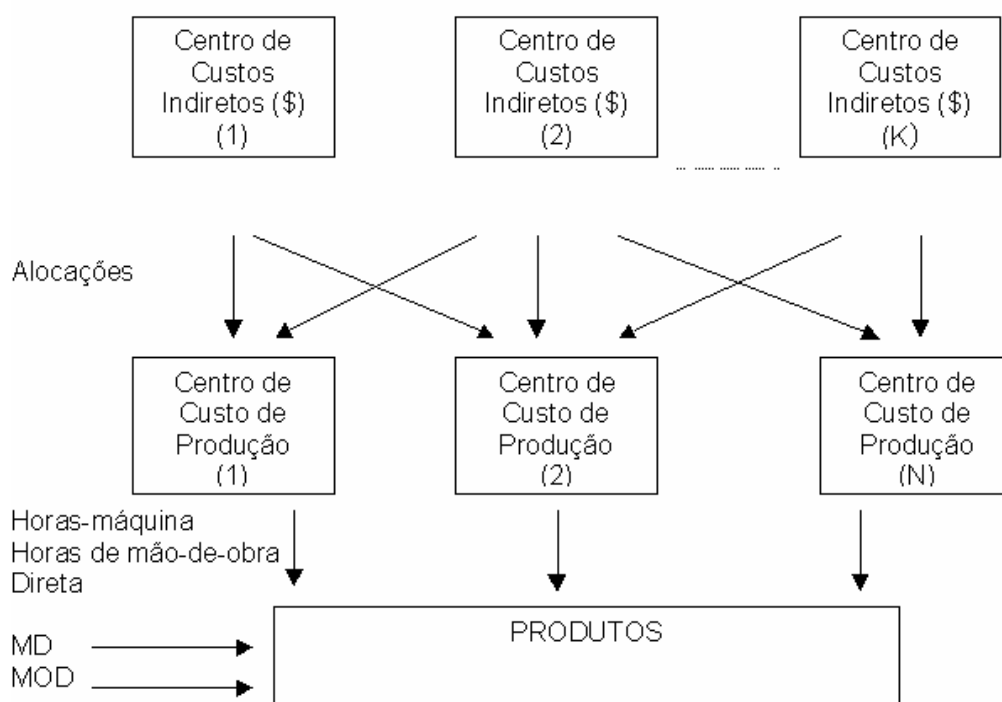 Centro de
Custos
Indiretos ($)
(1)
Centro de
Custos
Indiretos ($)
(2)
Centro de
Custos
Indiretos ($)
(K)
Alocações
Centro de
Custo de
Produção
(1)
Centro de
Custo de
Produção
(2)
Centro de
Custo de
Produção
(N)
Horas-máquina
Horas de mão-de-obra
Direta
PRODUTOS
MD
MOD